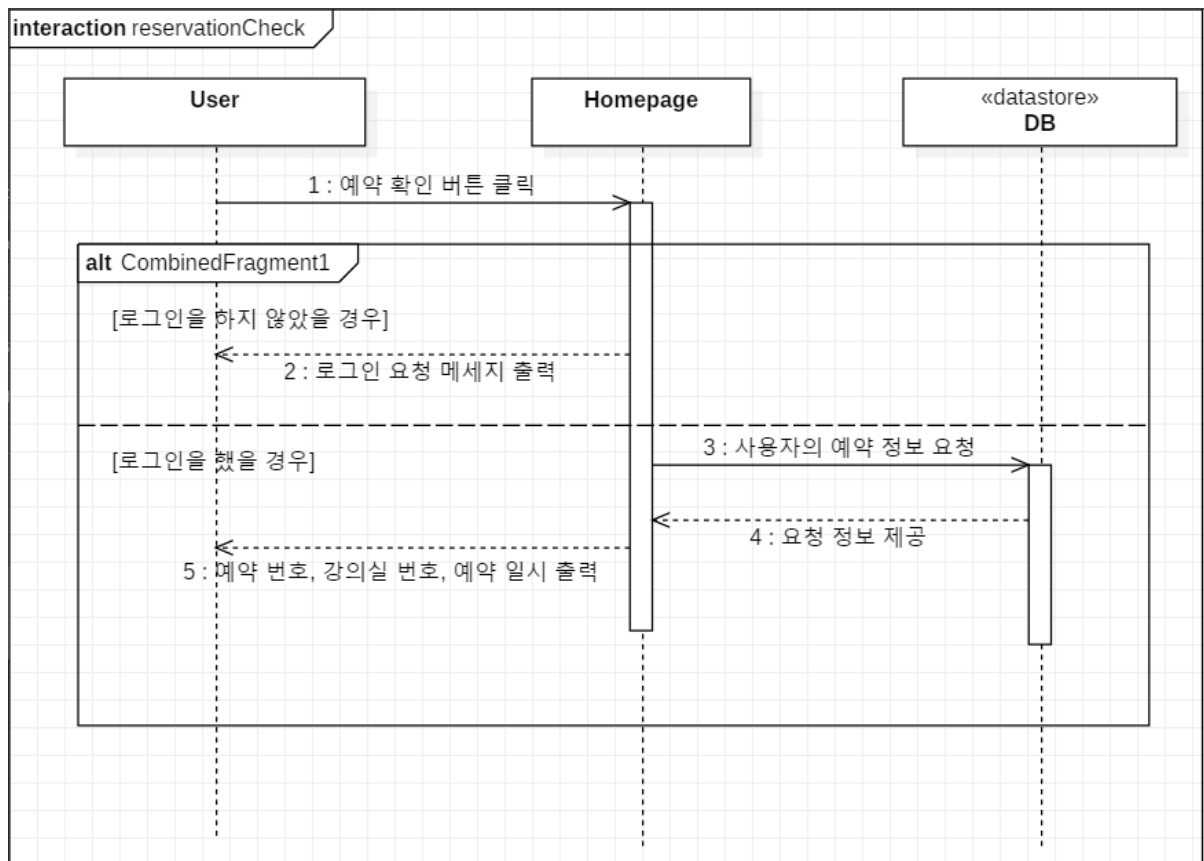 interaction reservationCheck
User
Homepage
«datastore»
DB
1 : 예약 확인 버튼 클릭
alt CombinedFragment1
[로그인을 하지 않았을 경우]
2 : 로그인 요청 메세지 출력
3 : 사용자의 예약 정보 요청
[로그인을 했을 경우]
4 : 요청 정보 제공
5 : 예약 번호, 강의실 번호, 예약 일시 출력